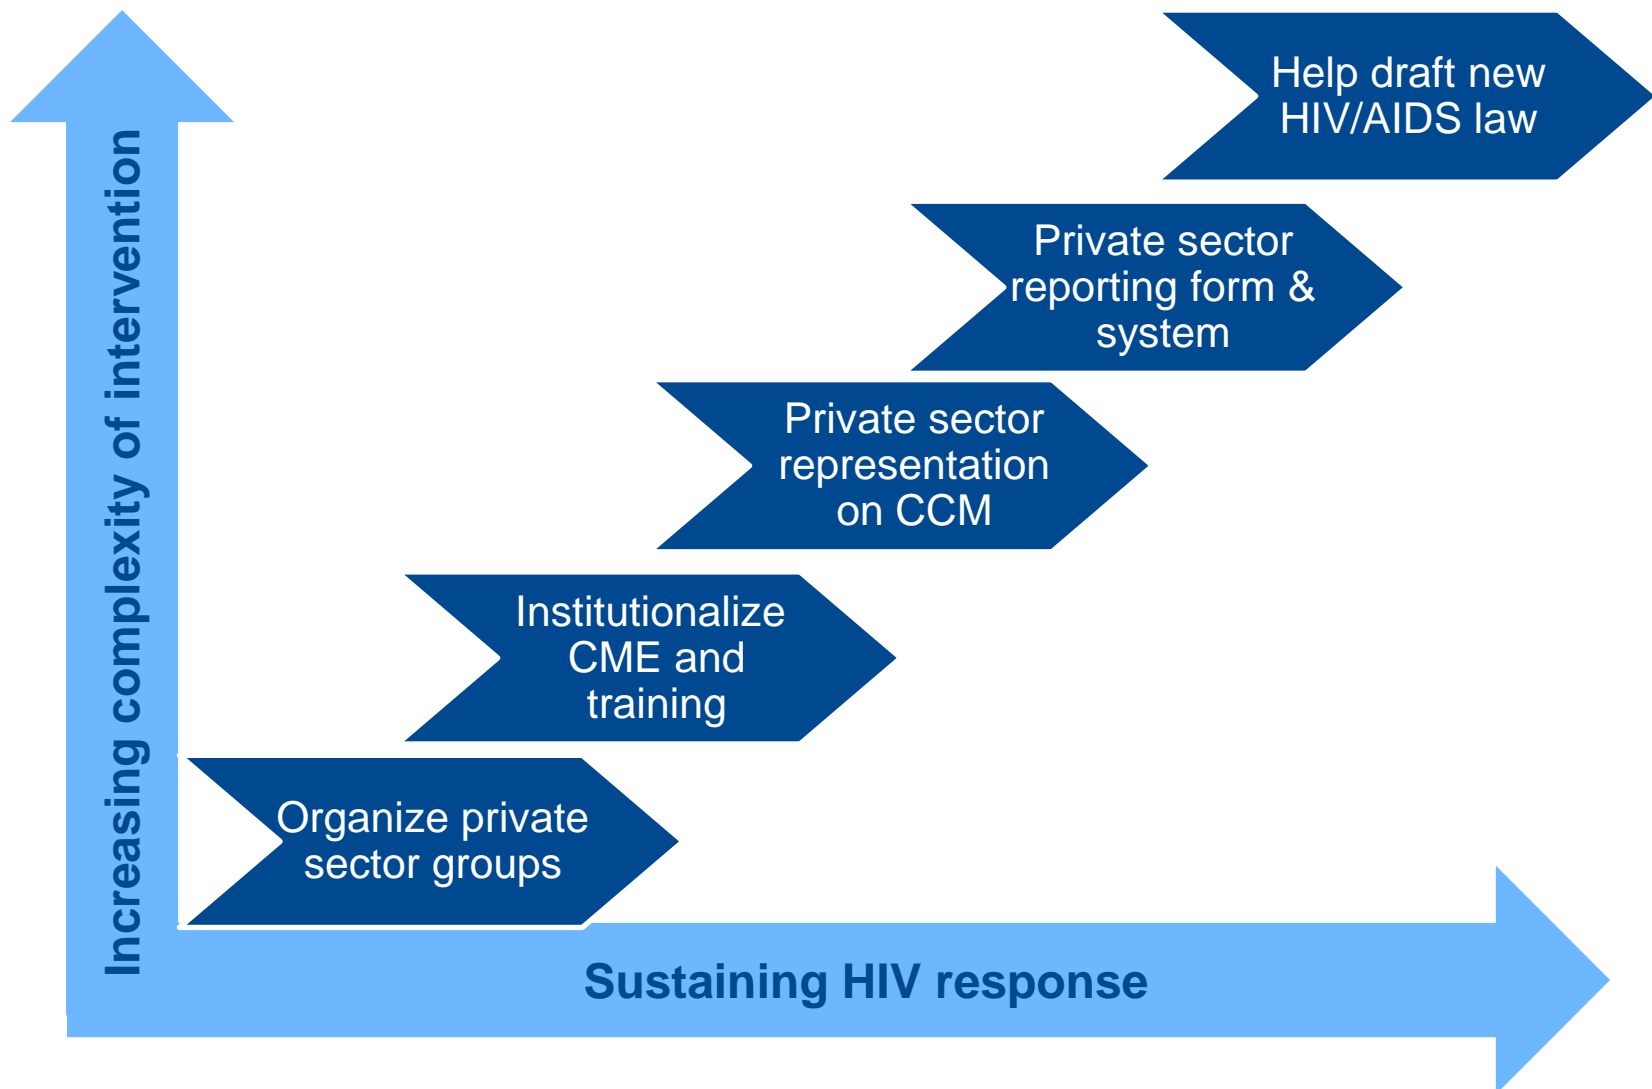 Help draft new
HIV/AIDS law
Private sector
reporting form &
system
Private sector
representation
on CCM
Institutionalize
CME and
training
Organize private
sector groups
Increasing complexity of intervention
Sustaining HIV response